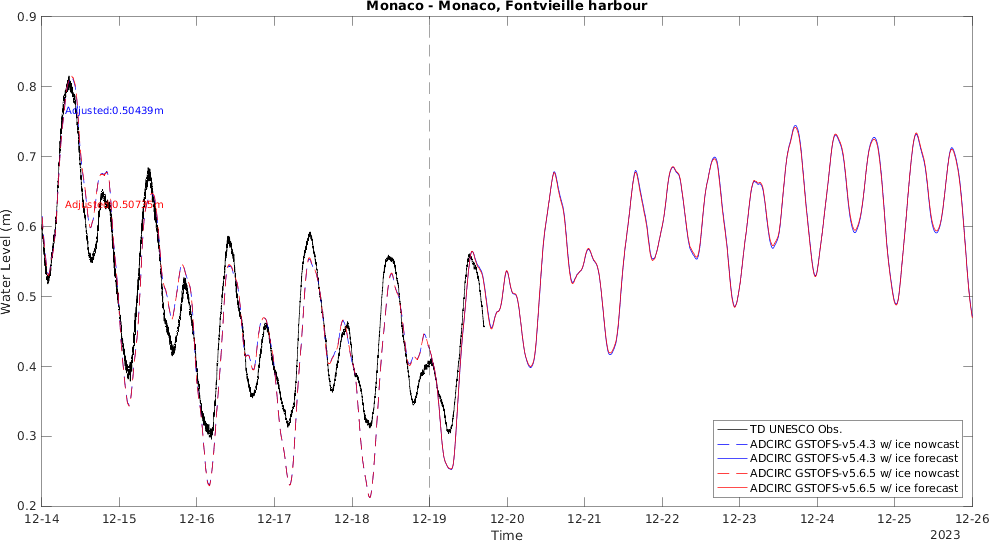 Monaco - Monaco, Fontvieille harbour
0.9
0.8
0.7
0.6
0.5
0.4
0.3
0.2
Water Level (m)
Adjusted:0.50439m
Adjusted:0.50725m
TD UNESCO Obs.
ADCIRC GSTOFS-v5.4.3 w/ ice nowcast
ADCIRC GSTOFS-v5.4.3 w/ ice forecast
ADCIRC GSTOFS-v5.6.5 w/ ice nowcast
ADCIRC GSTOFS-v5.6.5 w/ ice forecast
12-14 12-15 12-16 12-17 12-18 12-19 12-20 12-21 12-22 12-23 12-24 12-25 12-26
Time
2023